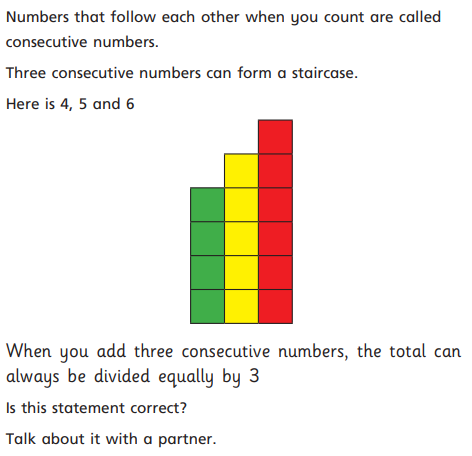 Numbers that follow each other when you count are called
consecutive numbers.
Three consecutive numbers can form a staircase.
Here is 4, 5 and 6
When you add three consecutive numbers, the total can
always be divided equally by 3
Is this statement correct?
Talk about it with a partner.